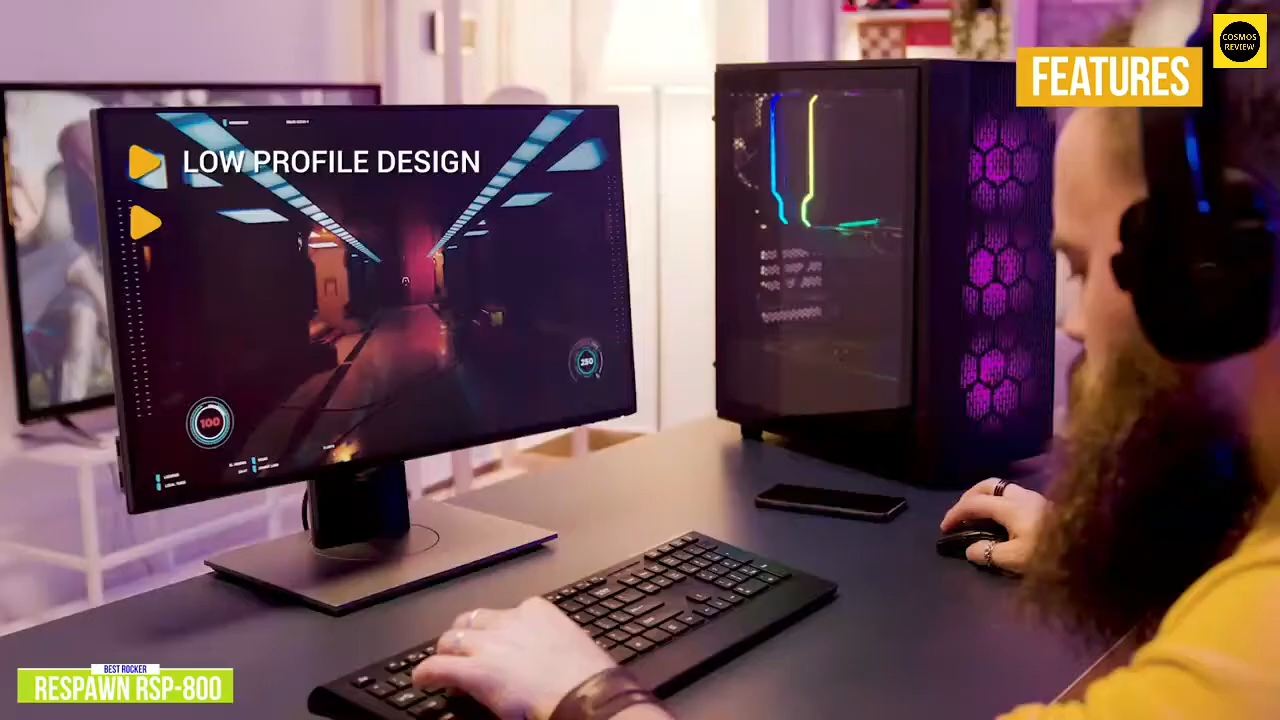 COSMOS
REVIEW
FEATURES
LOW PROFILE DESIGN
250
100
BEST ROCKER
RESPAWN RSP-800